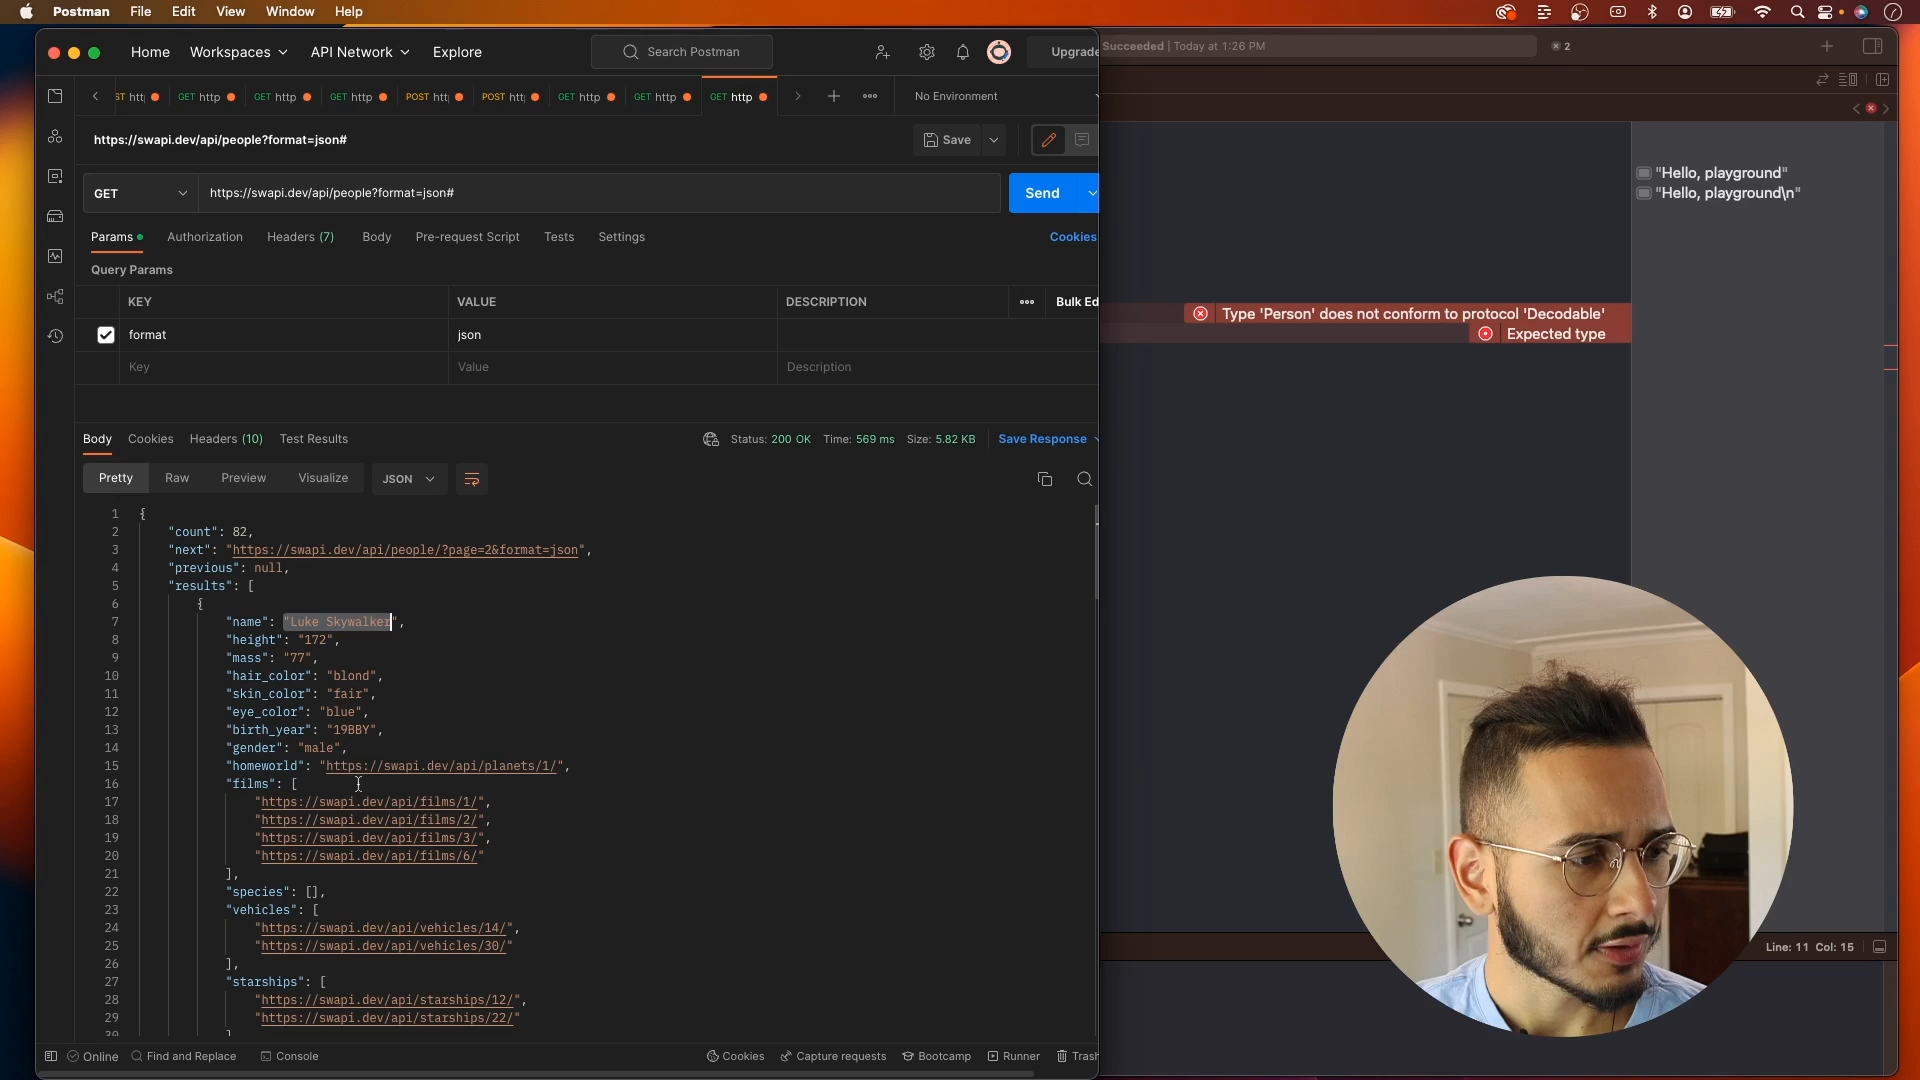 Postman File Edit View Window Help
Home Workspaces API Network Explore Search Postman Upgrade
Succeeded | Today at 1:26 PM 2
ST htt GET http GET http GET http POST htt POST htt GET http GET http GET http No Environment
https://swapi.dev/api/people?format=json# Save
GET https://swapi.dev/api/people?format=json# Send
"Hello, playground"
"Hello, playground\n"
Params Authorization Headers (7) Body Pre-request Script Tests Settings Cookies
Query Params
KEY VALUE DESCRIPTION Bulk Ed
format json
Key Value Description
Type 'Person' does not conform to protocol 'Decodable'
Expected type
Body Cookies Headers (10) Test Results Status: 200 OK Time: 569 ms Size: 5.82 KB Save Response
Pretty Raw Preview Visualize JSON
1 {
2 "count": 82,
3 "next": "https://swapi.dev/api/people/?page=2&format=json",
4 "previous": null,
5 "results": [
6 {
7 "name": "Luke Skywalker",
8 "height": "172",
9 "mass": "77",
10 "hair_color": "blond",
11 "skin_color": "fair",
12 "eye_color": "blue",
13 "birth_year": "19BBY",
14 "gender": "male",
15 "homeworld": "https://swapi.dev/api/planets/1/",
16 "films": [
17 "https://swapi.dev/api/films/1/",
18 "https://swapi.dev/api/films/2/",
19 "https://swapi.dev/api/films/3/",
20 "https://swapi.dev/api/films/6/"
21 ],
22 "species": [],
23 "vehicles": [
24 "https://swapi.dev/api/vehicles/14/",
25 "https://swapi.dev/api/vehicles/30/"
26 ],
27 "starships": [
28 "https://swapi.dev/api/starships/12/",
29 "https://swapi.dev/api/starships/22/"
30 ]
Line: 11 Col: 15
Online Find and Replace Console Cookies Capture requests Bootcamp Runner Trash